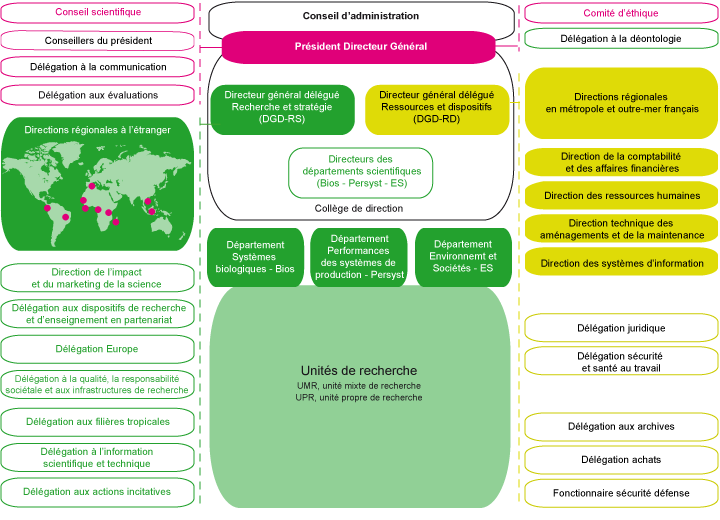 Conseil scientifique
Conseillers du président
Délégation à la communication
Délégation aux évaluations
Directions régionales à l'étranger
Direction de l'impact
et du marketing de la science
Délégation aux dispositifs de recherche
et d'enseignement en partenariat
Délégation Europe
Délégation à la qualité, la responsabilité
sociétale et aux infrastructures de recherche
Délégation aux filières tropicales
Délégation à l'information
scientifique et technique
Délégation aux actions incitatives
Conseil d'administration
Président Directeur Général
Directeur général délégué
Recherche et stratégie
(DGD-RS)
Directeur général délégué
Ressources et dispositifs
(DGD-RD)
Directeurs des
départements scientifiques
(Bios - Persyst - ES)
Collège de direction
Département
Systèmes
biologiques - Bios
Département
Performances
des systèmes de
production - Persyst
Département
Environnemt et
Sociétés - ES
Unités de recherche
UMR, unité mixte de recherche
UPR, unité propre de recherche
Comité d'éthique
Délégation à la déontologie
Directions régionales
en métropole et outre-mer français
Direction de la comptabilité
et des affaires financières
Direction des ressources humaines
Direction technique des
aménagements et de la maintenance
Direction des systèmes d'information
Délégation juridique
Délégation sécurité
et santé au travail
Délégation aux archives
Délégation achats
Fonctionnaire sécurité défense